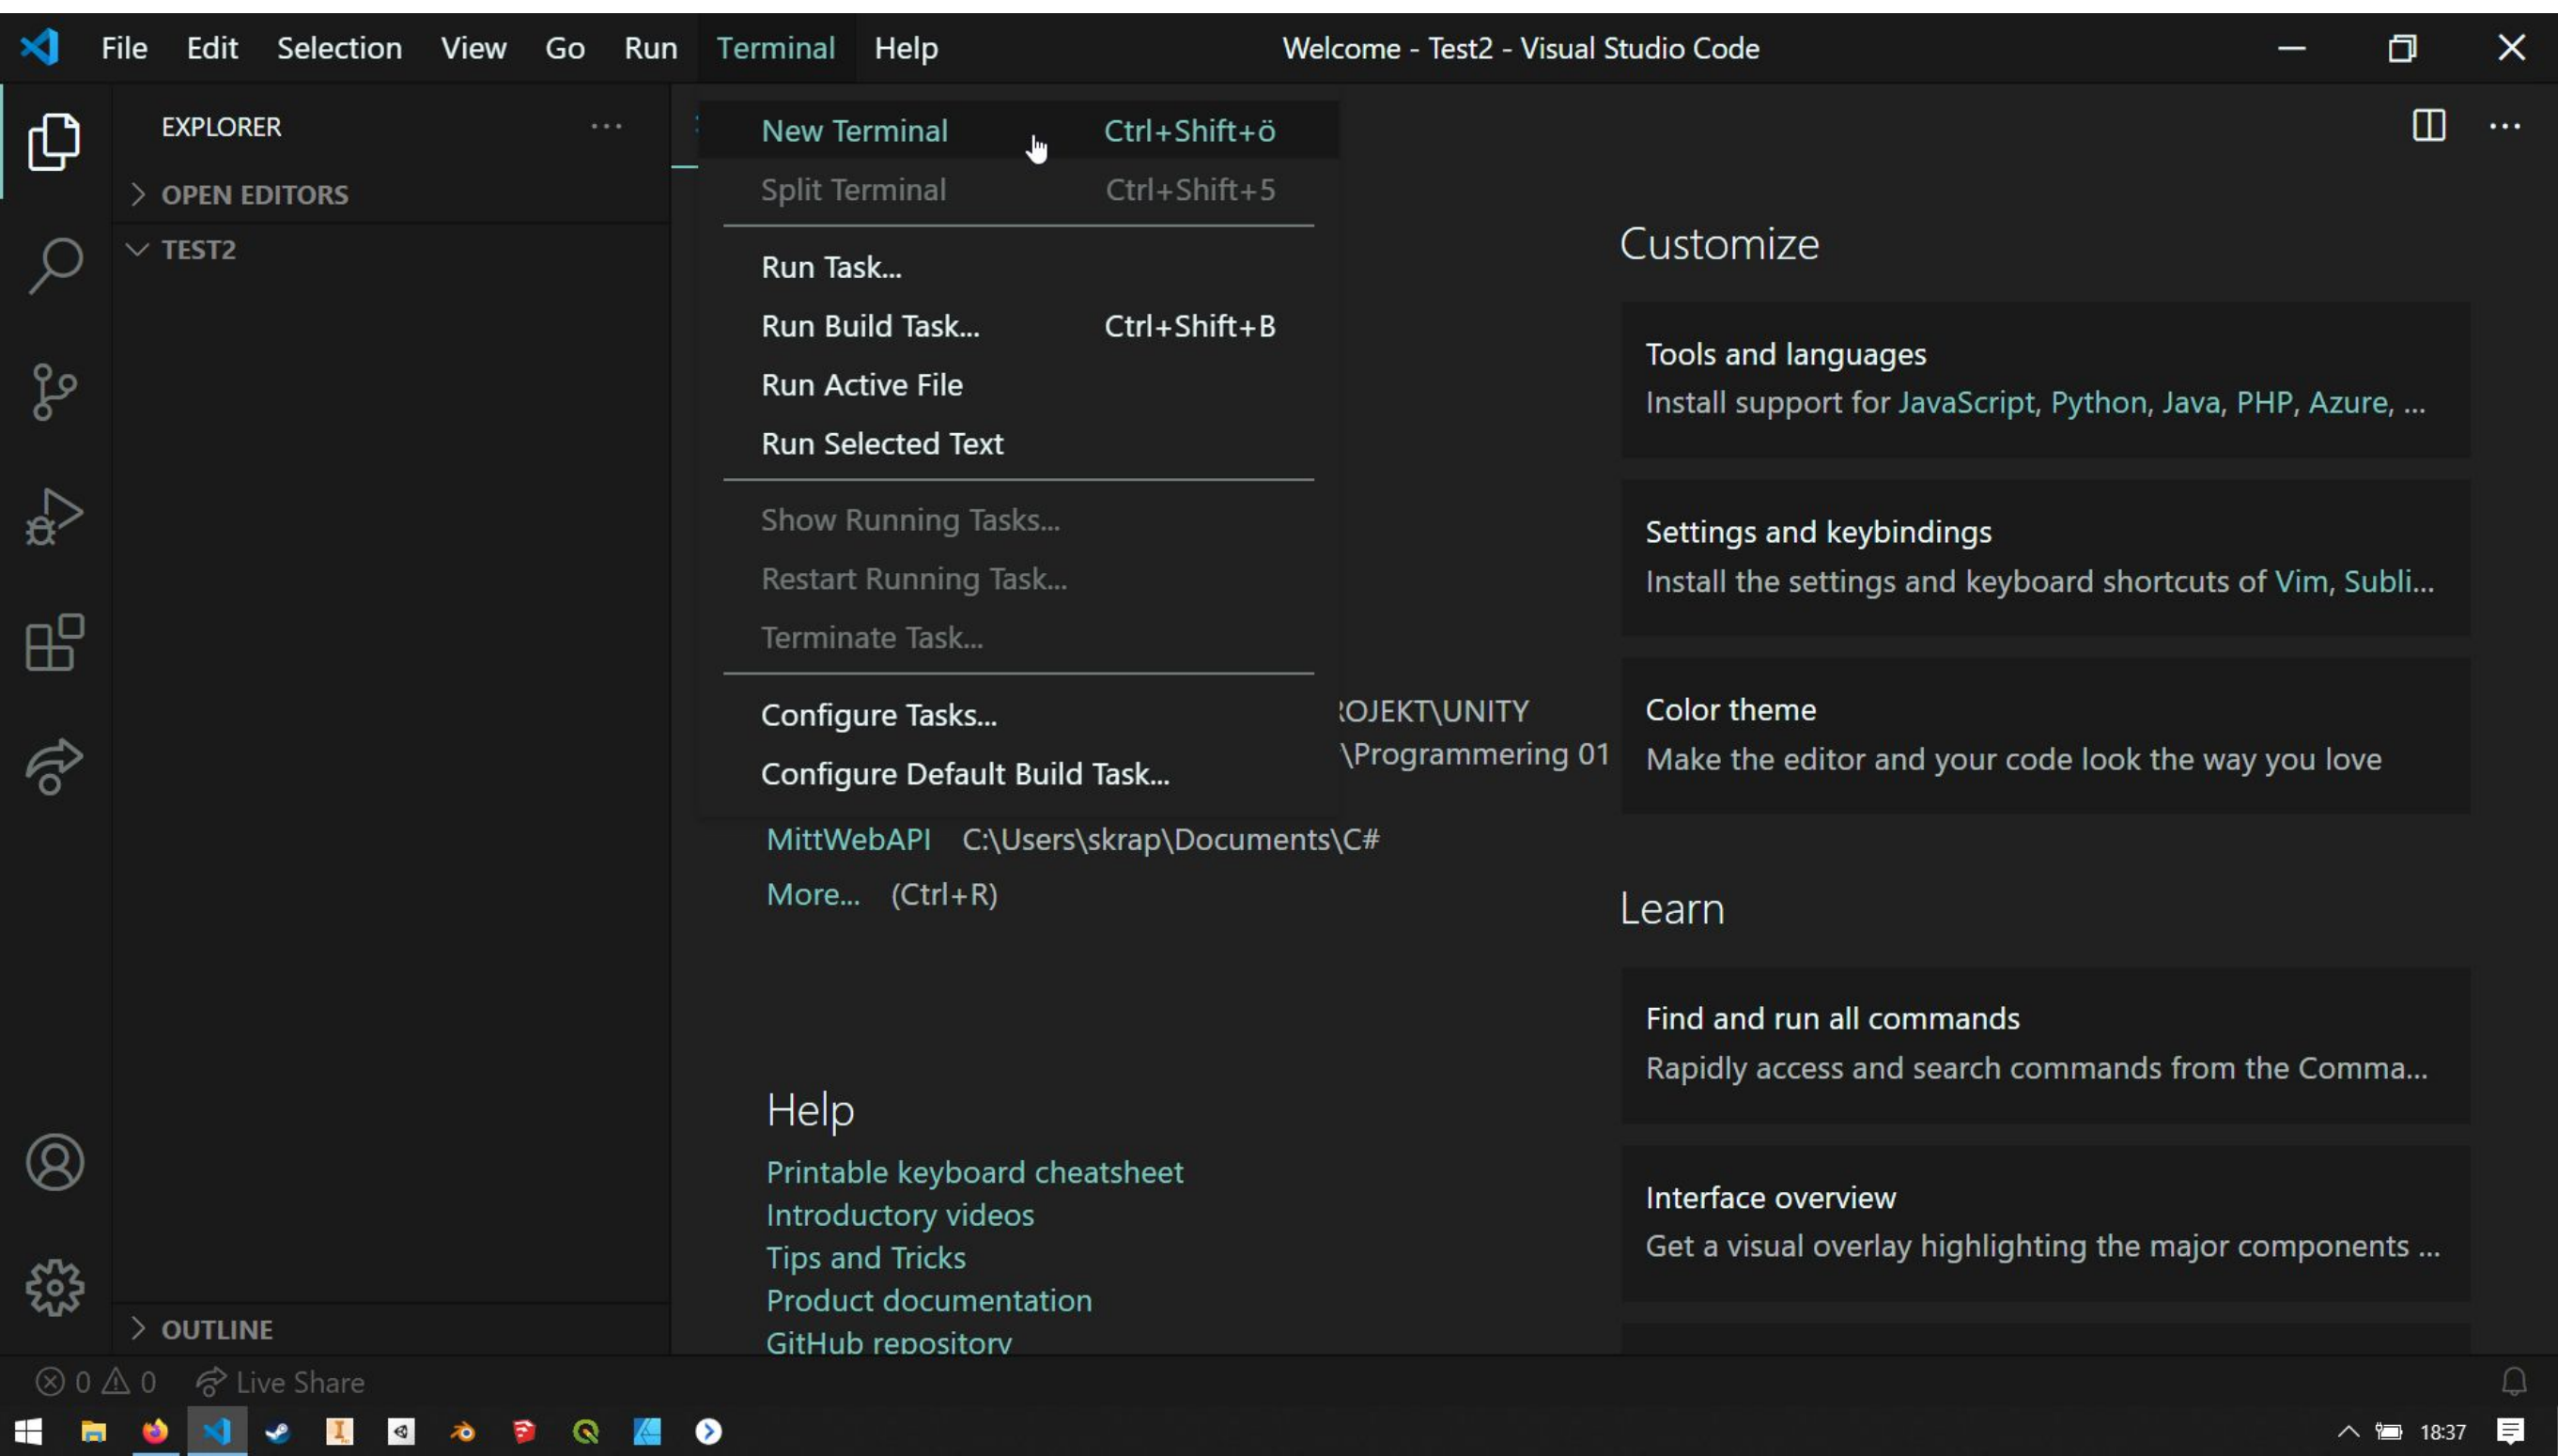 File Edit Selection View Go Run Terminal Help Welcome - Test2 - Visual Studio Code
EXPLORER
OPEN EDITORS
TEST2
OUTLINE
New Terminal Ctrl+Shift+ö
Split Terminal Ctrl+Shift+5
Run Task...
Run Build Task... Ctrl+Shift+B
Run Active File
Run Selected Text
Show Running Tasks...
Restart Running Task...
Terminate Task...
Configure Tasks...
Configure Default Build Task...
OJEKT\UNITY
\Programmering 01
MittWebAPI C:\Users\skrap\Documents\C#
More... (Ctrl+R)
Help
Printable keyboard cheatsheet
Introductory videos
Tips and Tricks
Product documentation
GitHub repository
Customize
Tools and languages
Install support for JavaScript, Python, Java, PHP, Azure, ...
Settings and keybindings
Install the settings and keyboard shortcuts of Vim, Subli...
Color theme
Make the editor and your code look the way you love
Learn
Find and run all commands
Rapidly access and search commands from the Comma...
Interface overview
Get a visual overlay highlighting the major components ...
0 0 Live Share
18:37